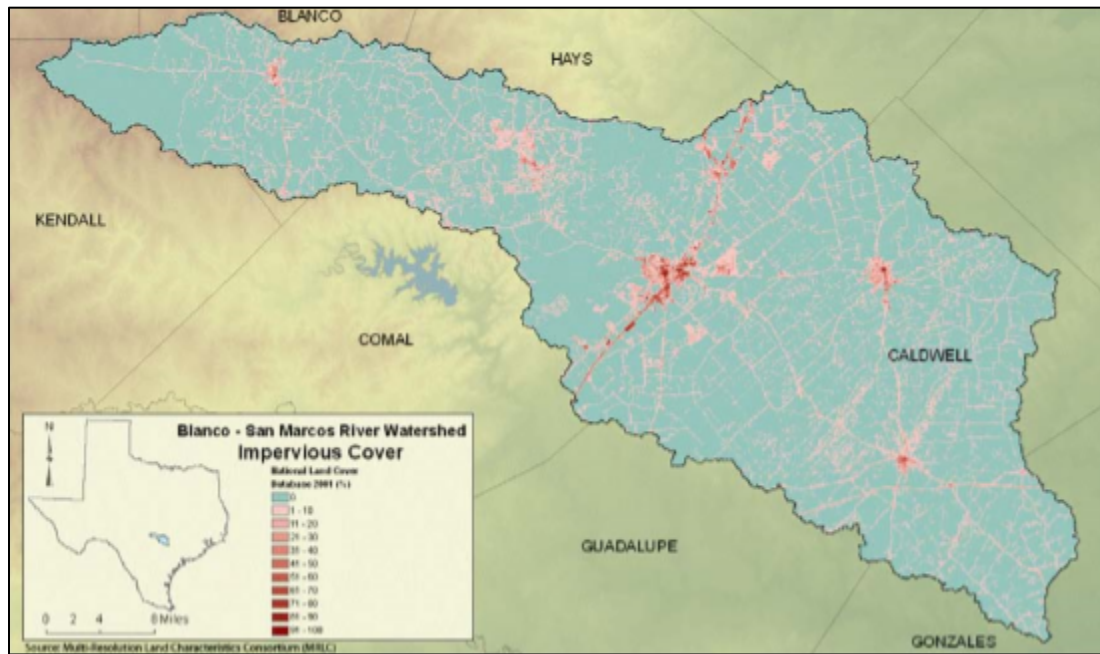 BLANCO
HAYS
KENDALL
COMAL
CALDWELL
GUADALUPE
GONZALES
Blanco - San Marcos River Watershed
Impervious Cover
National Land Cover
Database 2001 (%)
N
0
1 - 10
11 - 20
21 - 30
31 - 40
41 - 50
51 - 60
61 - 70
71 - 80
81 - 90
91 - 100
0 2 4 8 Miles
Source: Multi-Resolution Land Characteristics Consortium (MRLC)